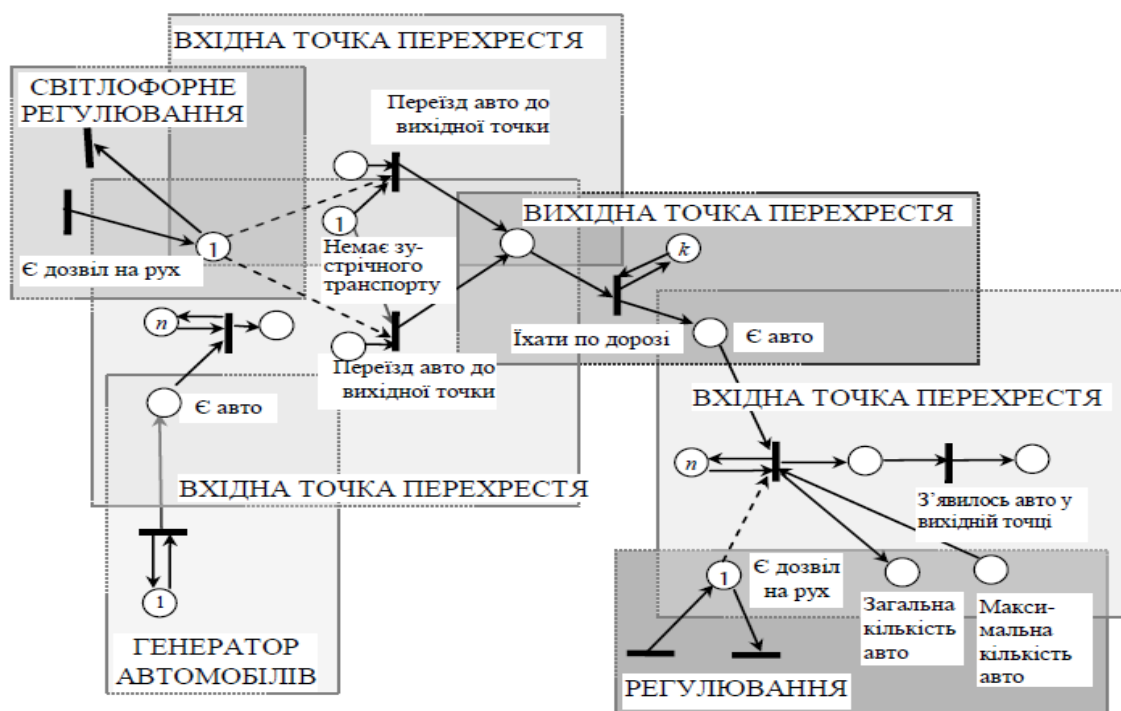 ВХІДНА ТОЧКА ПЕРЕХРЕСТЯ
СВІТЛОФОРНЕ
РЕГУЛЮВАННЯ
Переїзд авто до
вихідної точки
1
Є дозвіл на рух
1
Немає зу-
стрічного
транспорту
ВИХІДНА ТОЧКА ПЕРЕХРЕСТЯ
k
Їхати по дорозі
Є авто
n
Переїзд авто до
вихідної точки
Є авто
ВХІДНА ТОЧКА ПЕРЕХРЕСТЯ
1
ГЕНЕРАТОР
АВТОМОБІЛІВ
ВХІДНА ТОЧКА ПЕРЕХРЕСТЯ
n
З’явилось авто у
вихідній точці
1
Є дозвіл
на рух
Загальна
кількість
авто
Макси-
мальна
кількість
авто
РЕГУЛЮВАННЯ